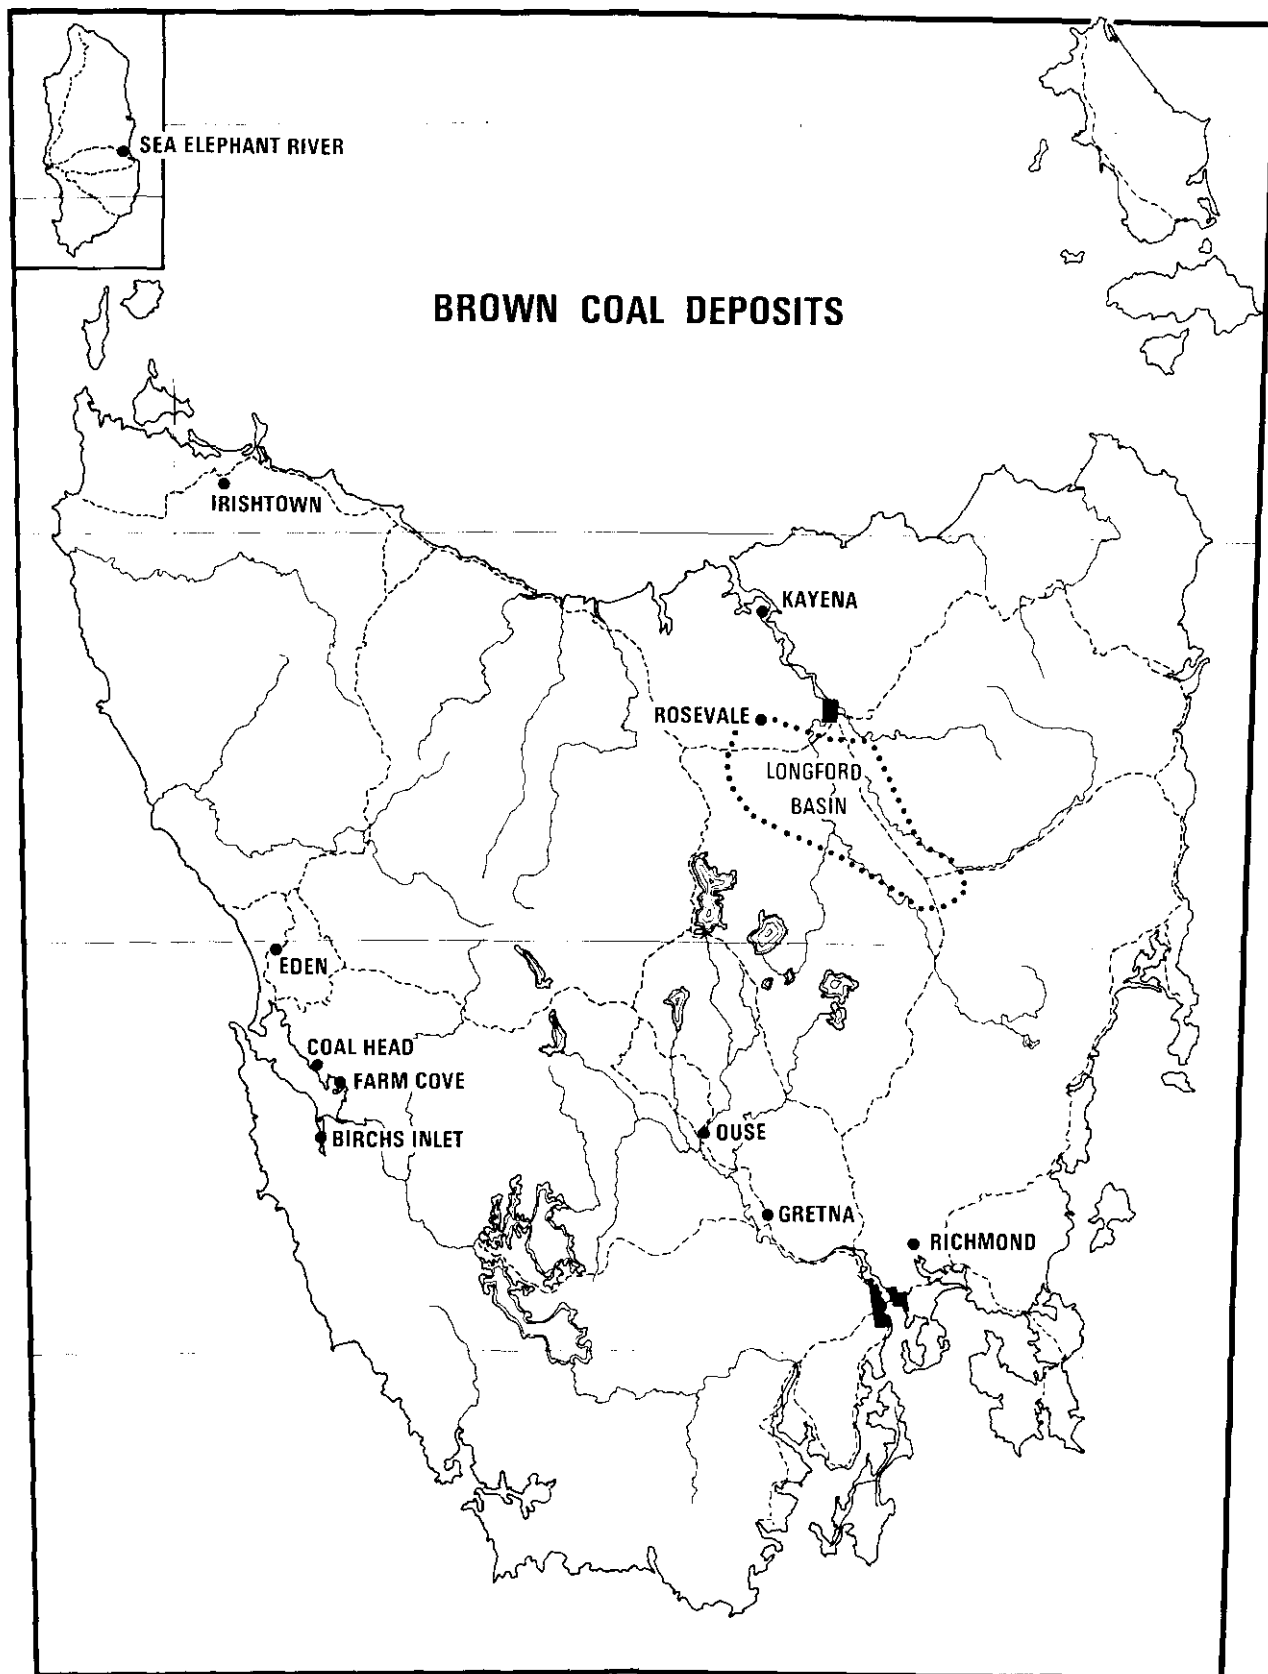 SEA ELEPHANT RIVER
BROWN COAL DEPOSITS
IRISHTOWN
KAYENA
ROSEVALE
LONGFORD
BASIN
EDEN
COAL HEAD
FARM COVE
BIRCHS INLET
OUSE
GRETNA
RICHMOND